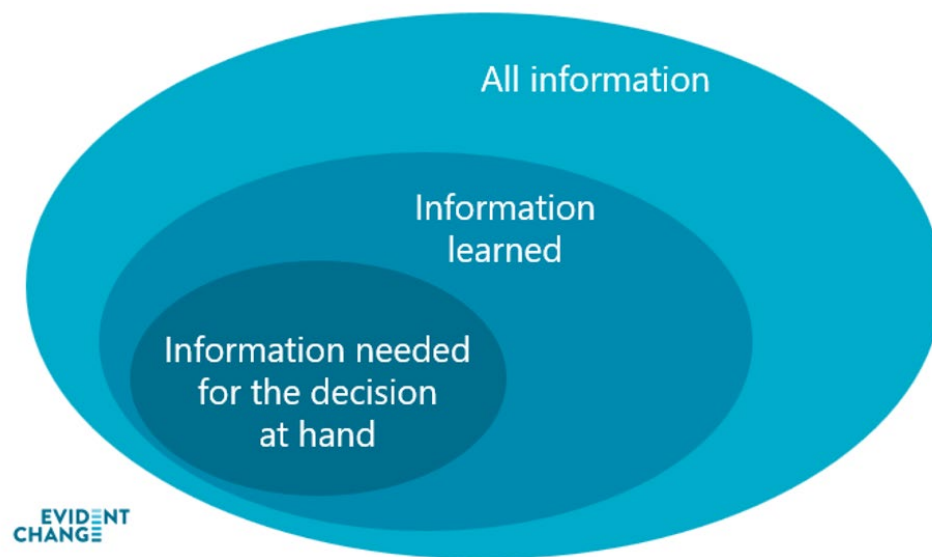 All information
Information
learned
Information needed
for the decision
at hand
EVIDENT
CHANGE